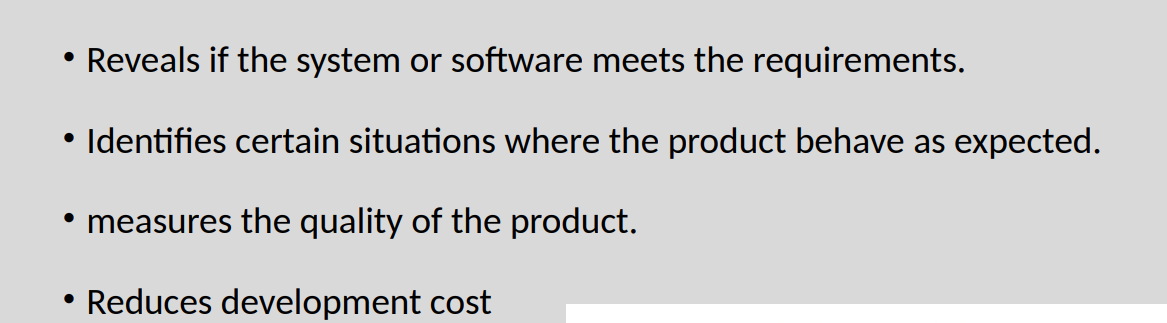 • Reveals if the system or software meets the requirements.
• Identifies certain situations where the product behave as expected.
• measures the quality of the product.
• Reduces development cost